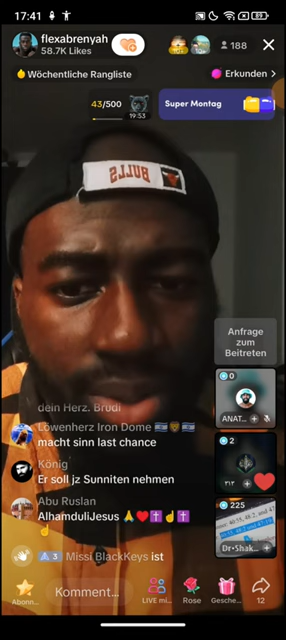 17:41
89
flexabrenyah
58.7K Likes
188
Wöchentliche Rangliste
Erkunden >
43/500
19:53
Super Montag
BULLS
Anfrage
zum
Beitreten
0
ANAT...
2
٣١٣
225
Dr•Shak...
dein Herz. Brudi
Löwenherz Iron Dome 🇮🇱🦁🇮🇱
macht sinn last chance
König
Er soll jz Sunniten nehmen
Abu Ruslan
AlhamduliJesus 🙏❤️✝️☝️✝️
☝️
3 Missi BlackKeys ist
Abonn...
Komment...
LIVE mi...
Rose
Gesche...
12